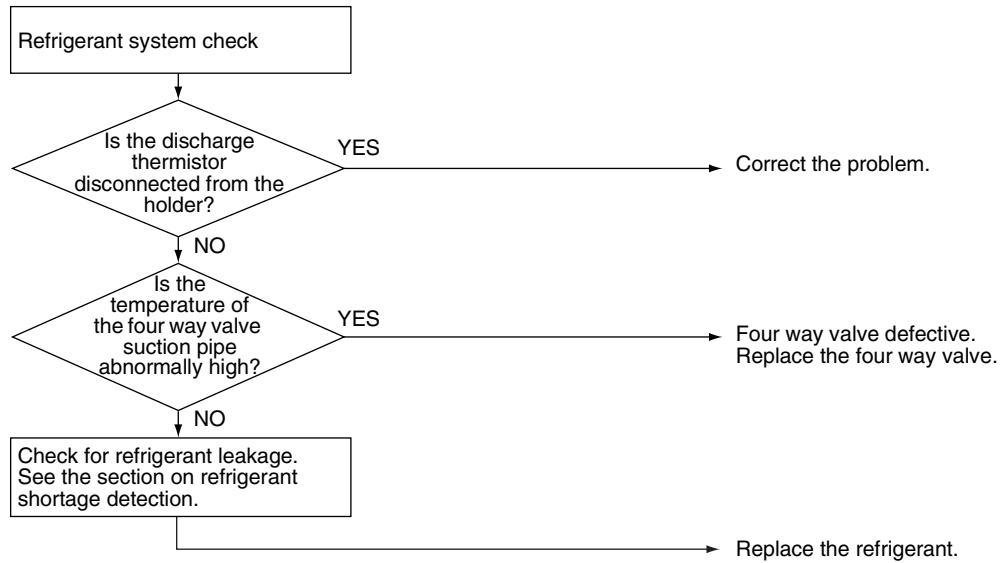 Refrigerant system check
Is the discharge
thermistor
disconnected from the
holder?
YES
Correct the problem.
NO
Is the
temperature of
the four way valve
suction pipe
abnormally high?
YES
Four way valve defective.
Replace the four way valve.
NO
Check for refrigerant leakage.
See the section on refrigerant
shortage detection.
Replace the refrigerant.